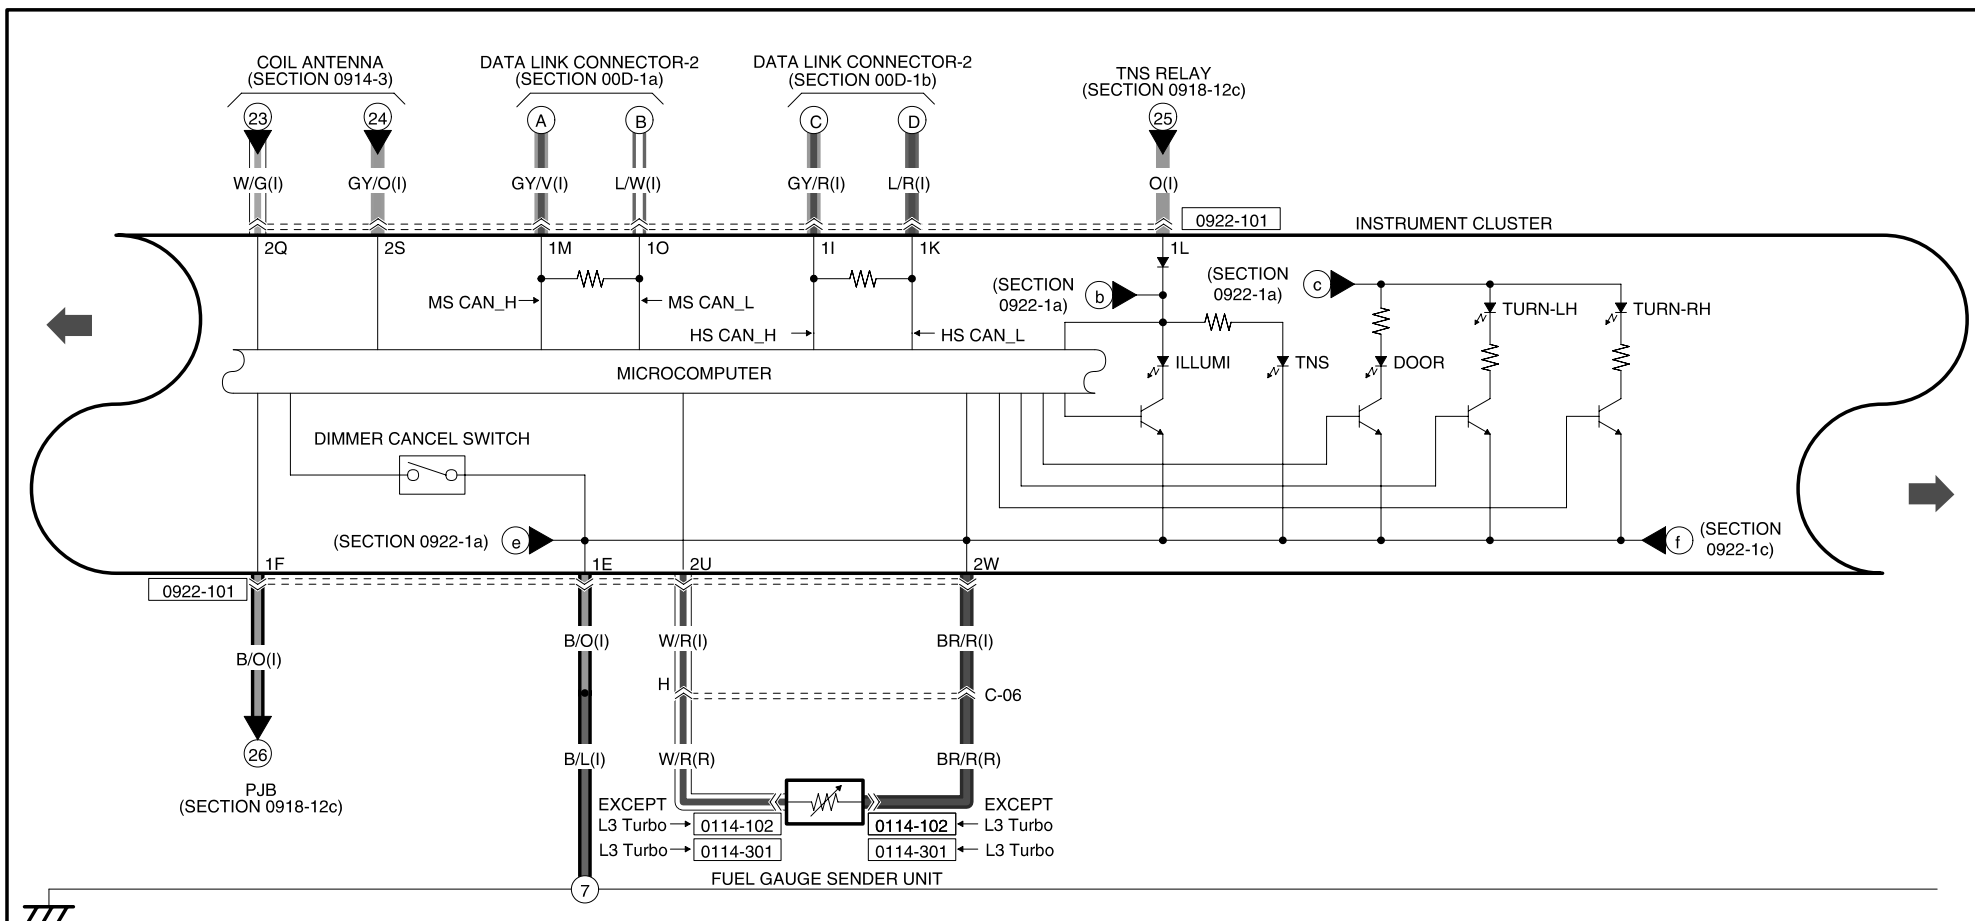 COIL ANTENNA
(SECTION 0914-3)
DATA LINK CONNECTOR-2
(SECTION 00D-1a)
DATA LINK CONNECTOR-2
(SECTION 00D-1b)
TNS RELAY
(SECTION 0918-12c)
23
24
A
B
C
D
25
W/G(I)
GY/O(I)
GY/V(I)
L/W(I)
GY/R(I)
L/R(I)
O(I)
0922-101
INSTRUMENT CLUSTER
2Q
2S
1M
1O
1I
1K
1L
(SECTION
0922-1a)
b
(SECTION
0922-1a)
c
MS CAN_H
MS CAN_L
HS CAN_H
HS CAN_L
TURN-LH
TURN-RH
ILLUMI
TNS
DOOR
MICROCOMPUTER
DIMMER CANCEL SWITCH
(SECTION 0922-1a)
e
f
(SECTION
0922-1c)
1F
1E
2U
2W
0922-101
B/O(I)
B/O(I)
W/R(I)
BR/R(I)
H
C-06
26
PJB
(SECTION 0918-12c)
B/L(I)
W/R(R)
BR/R(R)
EXCEPT
L3 Turbo
0114-102
0114-102
EXCEPT
L3 Turbo
L3 Turbo
0114-301
0114-301
L3 Turbo
FUEL GAUGE SENDER UNIT
7